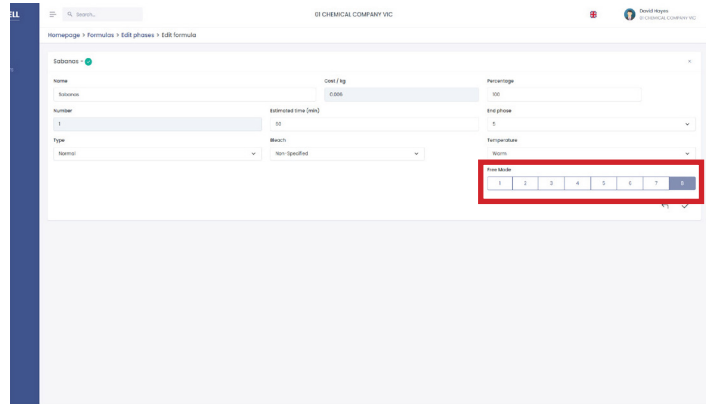 ELL
Search...
01 CHEMICAL COMPANY VIC
David Hayes
01 CHEMICAL COMPANY VIC
Homepage > Formulas > Edit phases > Edit formula
Sabanas -
Name
Cost / kg
Percentage
Sabanas
0.006
100
Number
Estimated time (min)
End phase
1
50
5
Type
Bleach
Temperature
Normal
Non-Specified
Warm
Free Mode
1 2 3 4 5 6 7 8